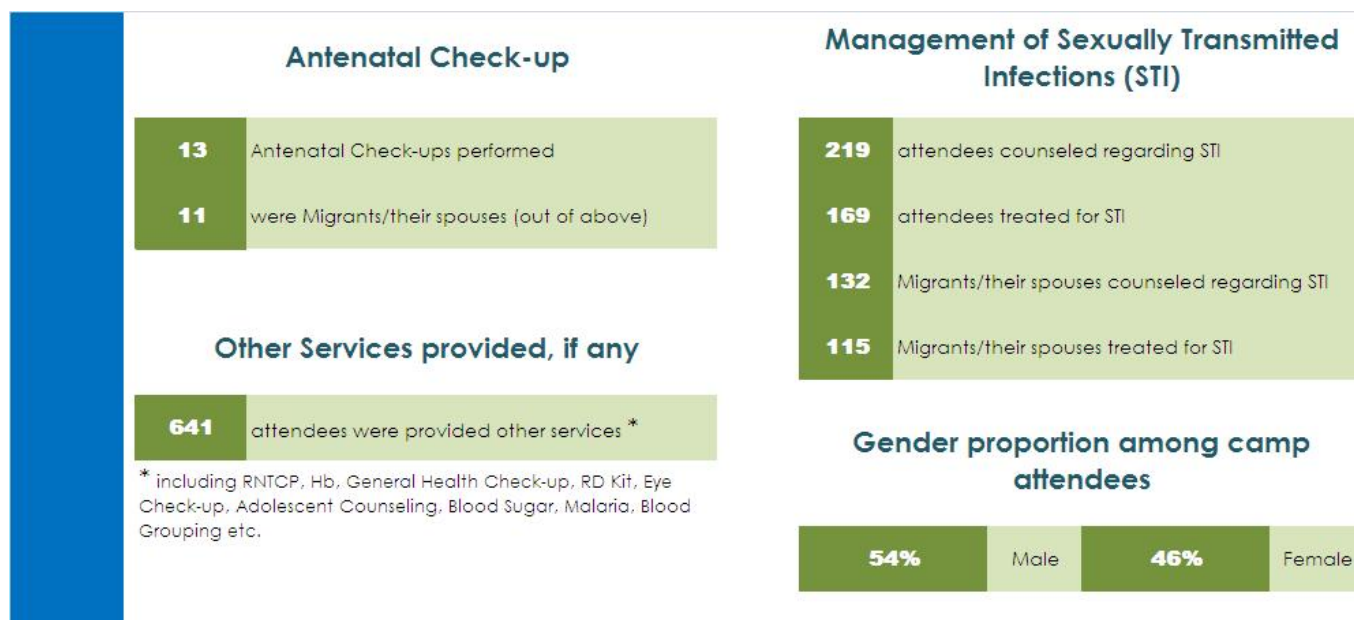 Antenatal Check-up
13 Antenatal Check-ups performed
11 were Migrants/their spouses (out of above)
Other Services provided, if any
641 attendees were provided other services *
* including RNTCP, Hb, General Health Check-up, RD Kit, Eye
Check-up, Adolescent Counseling, Blood Sugar, Malaria, Blood
Grouping etc.
Management of Sexually Transmitted
Infections (STI)
219 attendees counseled regarding STI
169 attendees treated for STI
132 Migrants/their spouses counseled regarding STI
115 Migrants/their spouses treated for STI
Gender proportion among camp
attendees
54% Male 46% Female